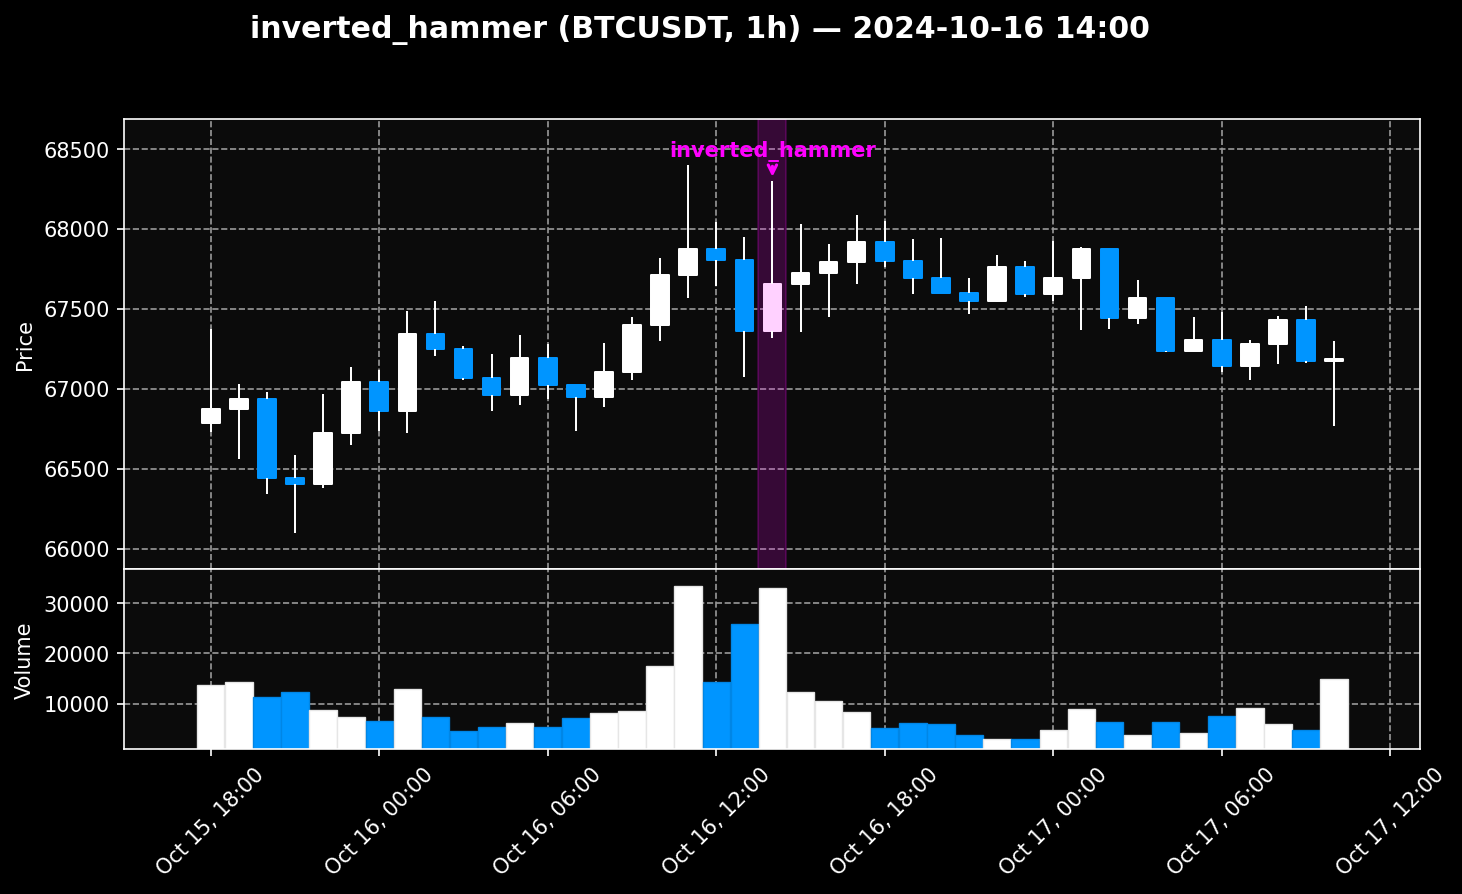 inverted_hammer (BTCUSDT, 1h) — 2024-10-16 14:00
inverted_hammer
68500
68000
67500
67000
66500
66000
Price
30000
20000
10000
Volume
Oct 15, 18:00
Oct 16, 00:00
Oct 16, 06:00
Oct 16, 12:00
Oct 16, 18:00
Oct 17, 00:00
Oct 17, 06:00
Oct 17, 12:00